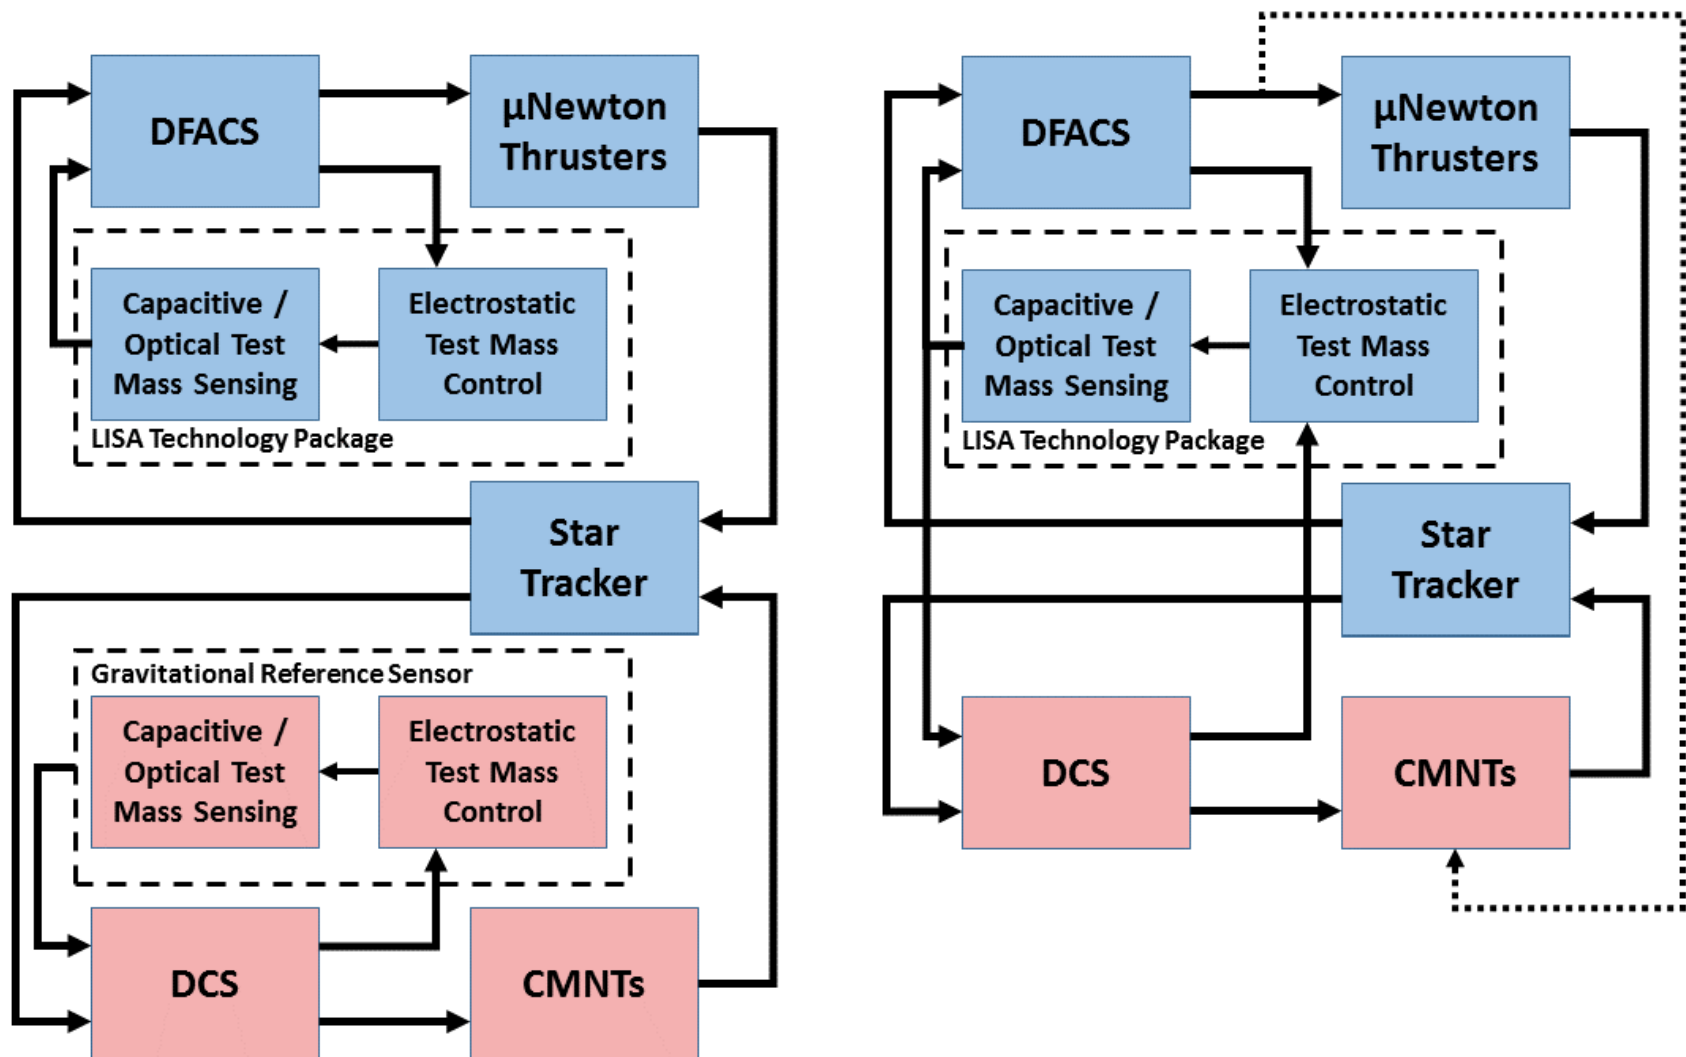 DFACS
µNewton
Thrusters
Capacitive /
Optical Test
Mass Sensing
Electrostatic
Test Mass
Control
LISA Technology Package
Star
Tracker
Gravitational Reference Sensor
Capacitive /
Optical Test
Mass Sensing
Electrostatic
Test Mass
Control
DCS
CMNTs
DFACS
µNewton
Thrusters
Capacitive /
Optical Test
Mass Sensing
Electrostatic
Test Mass
Control
LISA Technology Package
Star
Tracker
DCS
CMNTs